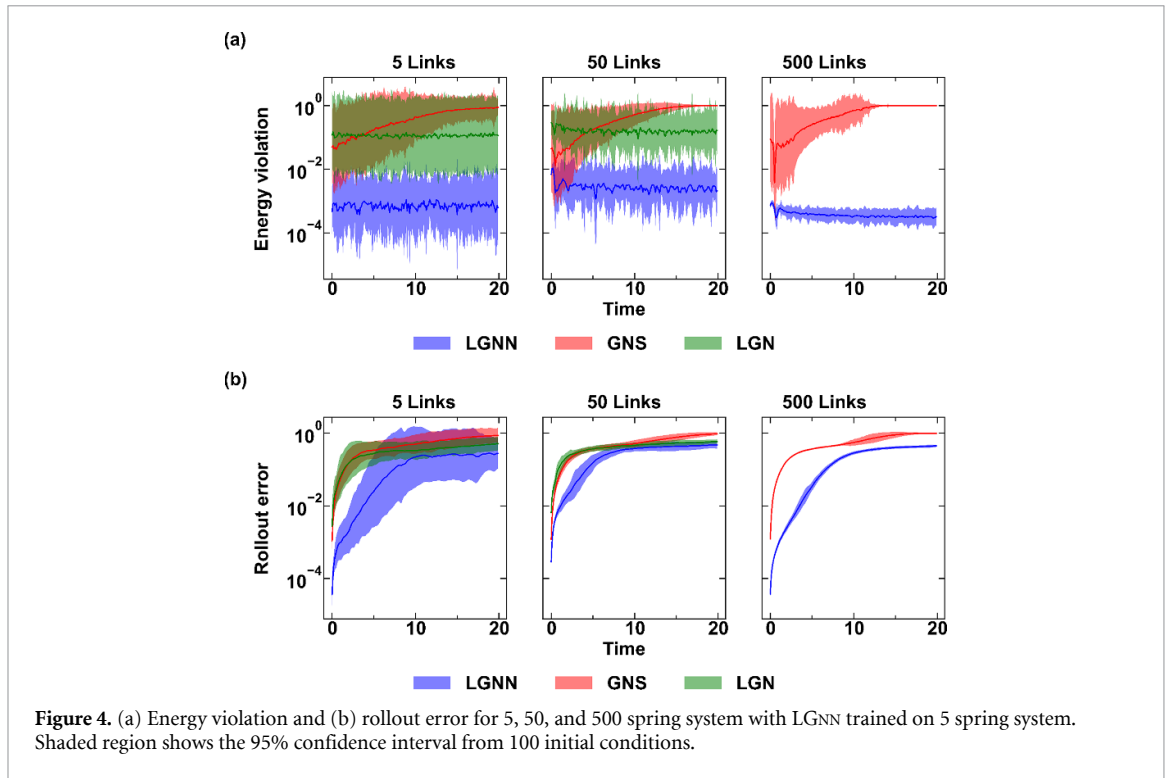 (a)
5 Links
50 Links
500 Links
Energy violation
10^0
10^-2
10^-4
0 10 20
0 10 20
0 10 20
Time
LGNN GNS LGN
(b)
5 Links
50 Links
500 Links
Rollout error
10^0
10^-2
10^-4
0 10 20
0 10 20
0 10 20
Time
LGNN GNS LGN
Figure 4. (a) Energy violation and (b) rollout error for 5, 50, and 500 spring system with LGNN trained on 5 spring system.
Shaded region shows the 95% confidence interval from 100 initial conditions.